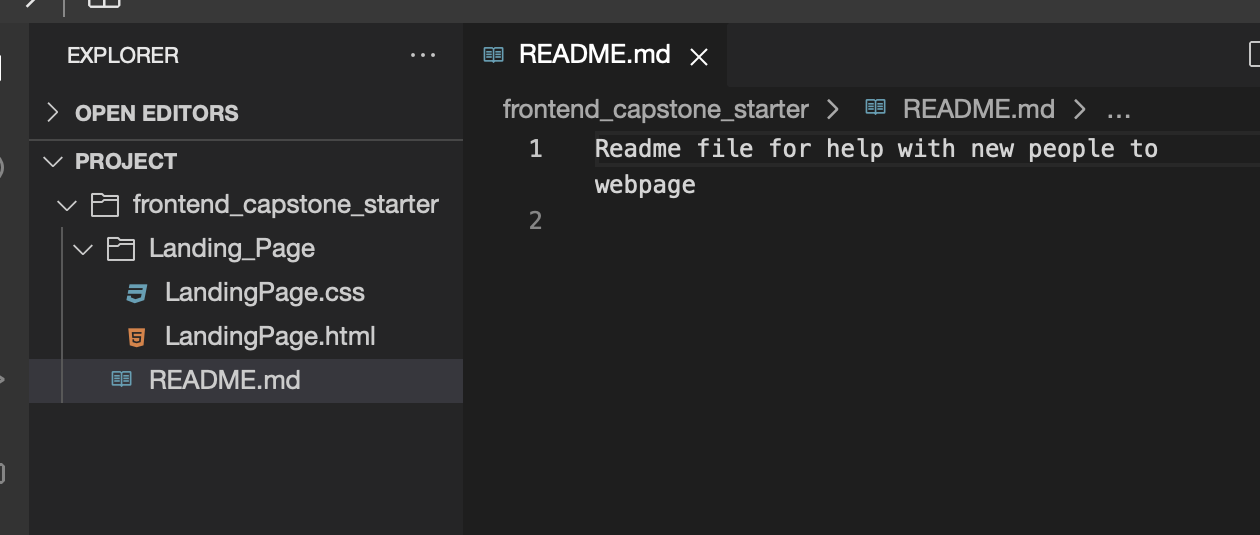 EXPLORER
...
OPEN EDITORS
PROJECT
frontend_capstone_starter
Landing_Page
LandingPage.css
LandingPage.html
README.md
README.md
frontend_capstone_starter > README.md > ...
1 Readme file for help with new people to
webpage
2